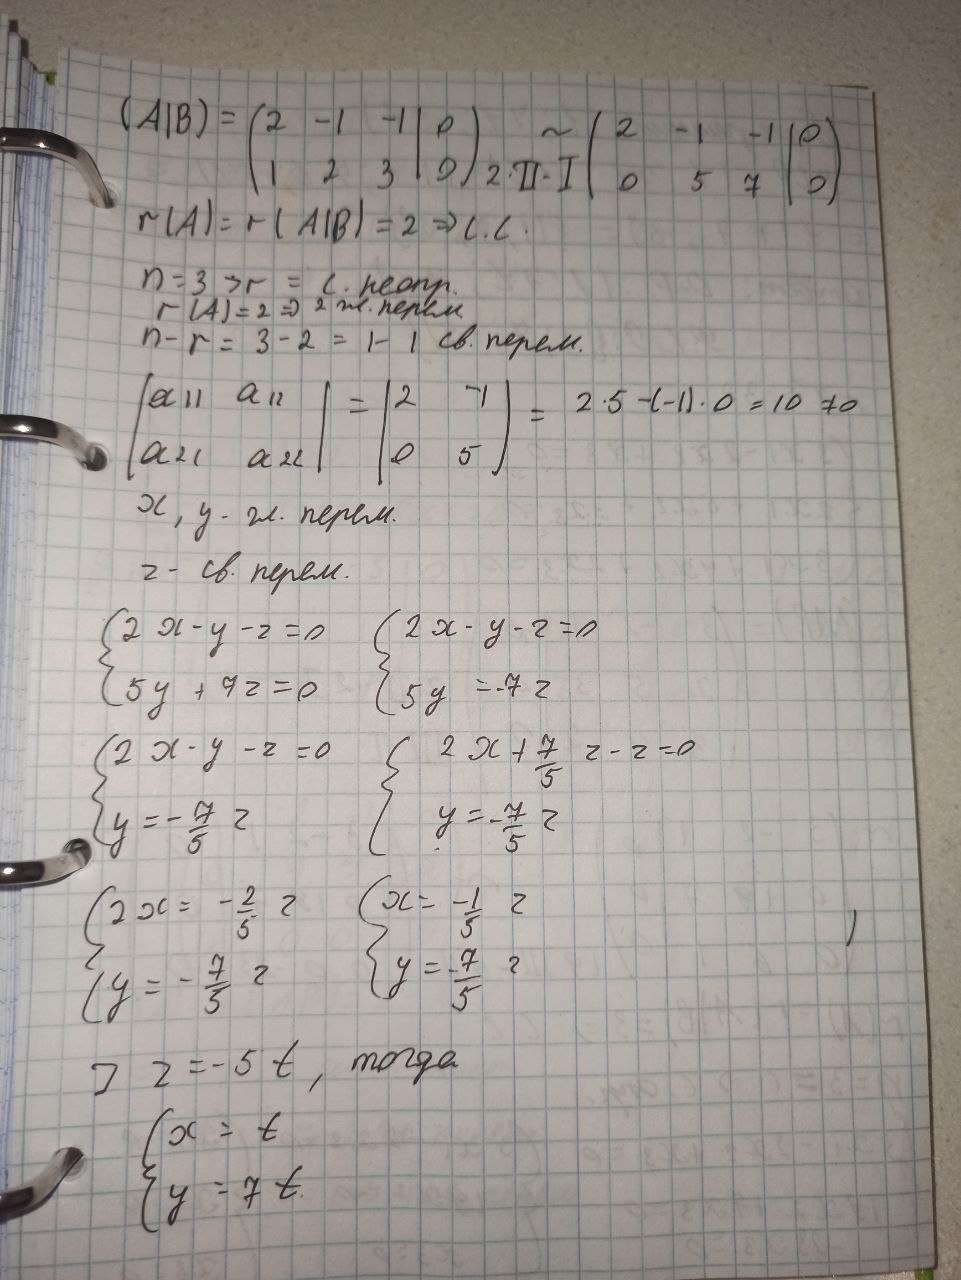 (A|B) = (2 -1 -1 | 0) ~ (2 -1 -1 | 0)
(1 2 3 | 0) 2·II-I (0 5 7 | 0)
r(A) = r(A|B) = 2 => С.С.
n=3 > r = С. неопр.
r(A)=2 => 2 гл. перем
n-r = 3-2 = 1- 1 св. перем.
|a11 a12| = |2 -1| = 2·5-(-1)·0 = 10 ≠0
|a21 a22| |0 5|
x, y- гл. перем.
z- св. перем.
{2x-y-z=0 {2x-y-z=0
{5y+7z=0 {5y =-7z
{2x-y-z=0 {2x+7/5 z-z=0
{y=-7/5 z {y=-7/5 z
{2x= -2/5 z {x= -1/5 z
{y= -7/5 z {y=-7/5 z
] z=-5t, тогда
{x = t
{y = 7t.